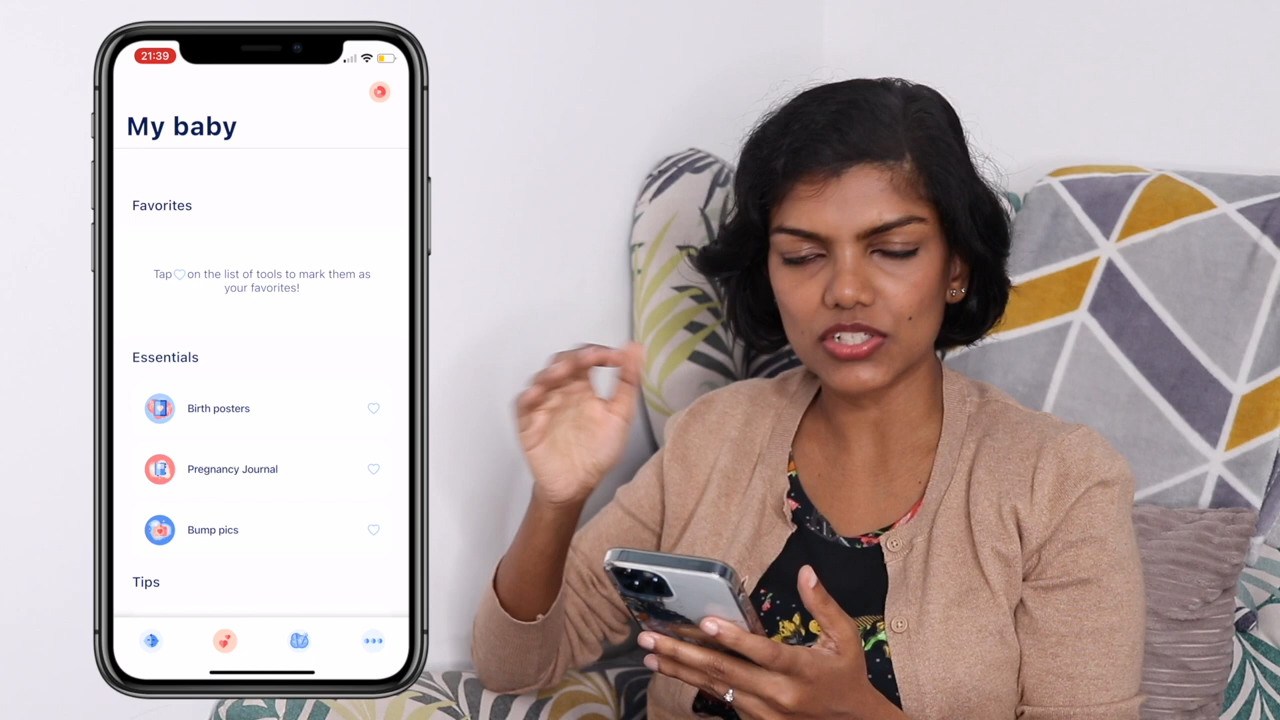 21:39
My baby
Favorites
Tap on the list of tools to mark them as
your favorites!
Essentials
Birth posters
Pregnancy Journal
Bump pics
Tips